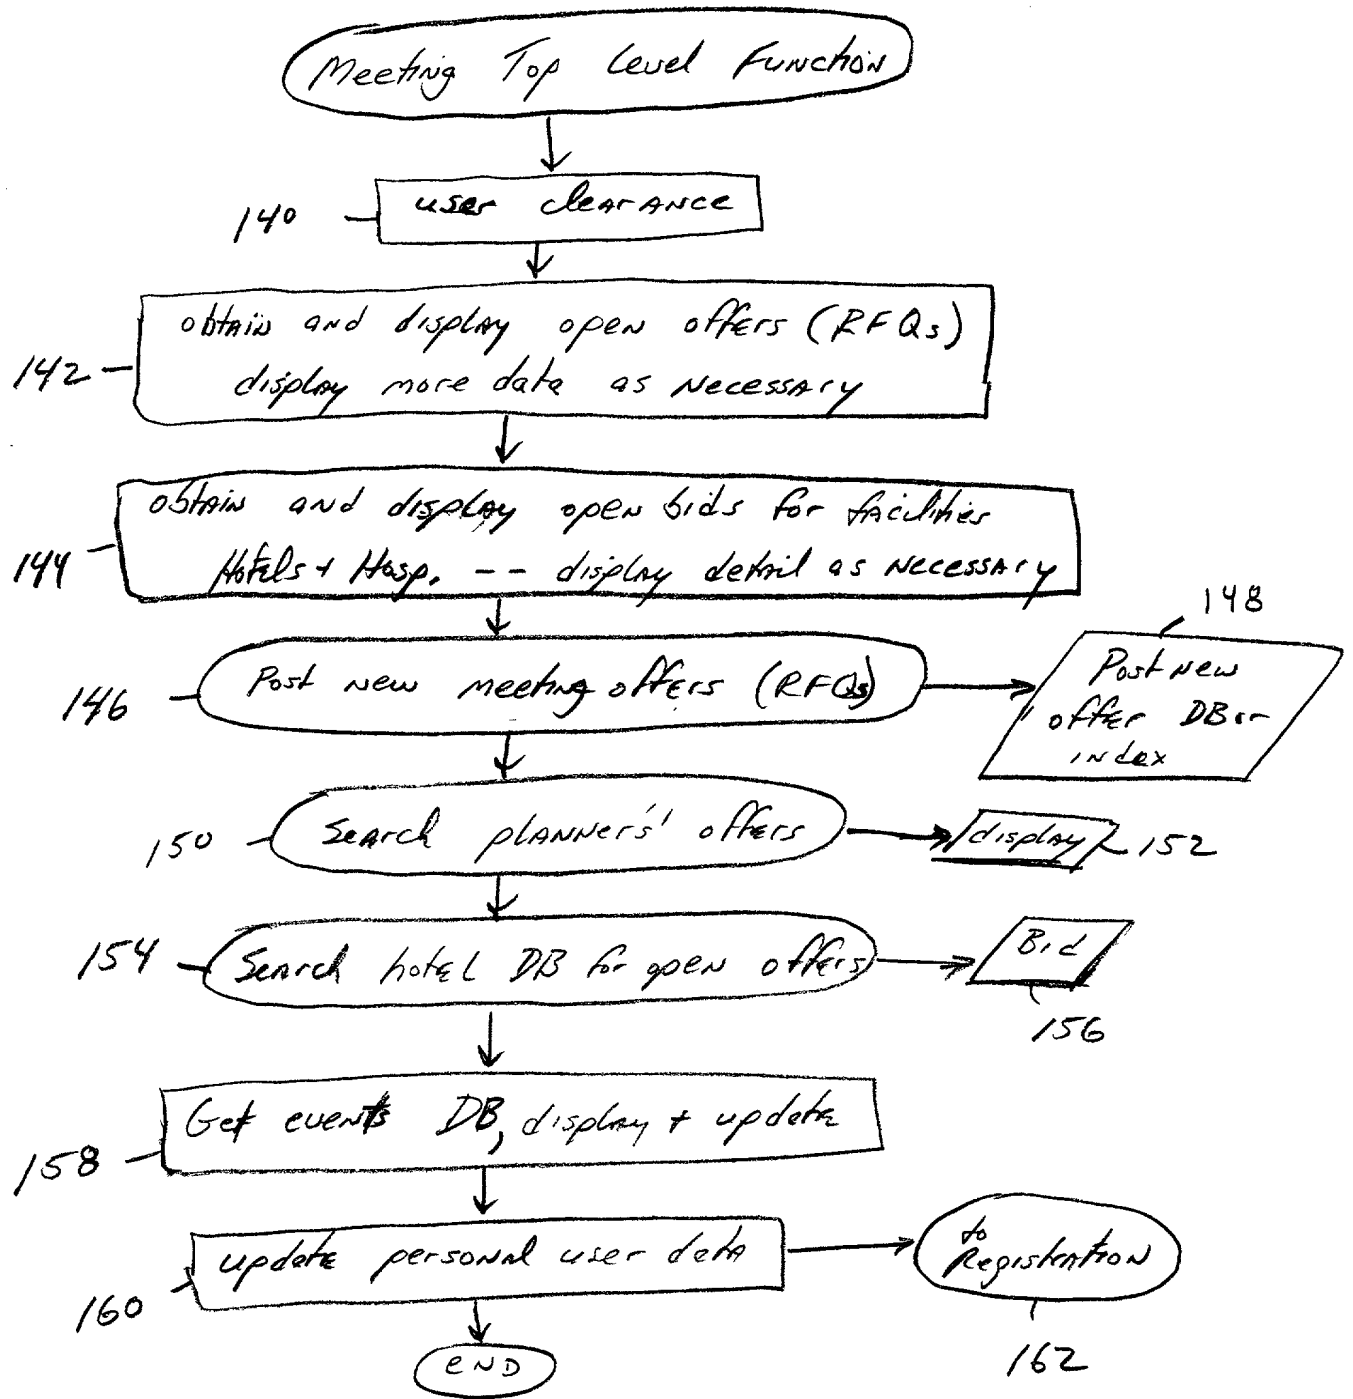 Meeting Top Level Function
140
user clearance
142
obtain and display open offers (RFQs)
display more data as necessary
144
obtain and display open bids for facilities
Hotels + Hosp. -- display detail as necessary
148
146
Post new meeting offers (RFQs)
Post new
offer DB or
index
150
Search planners' offers
display
152
154
Search hotel DB for open offers
Bid
156
158
Get events DB, display + update
160
update personal user data
to
Registration
162
END